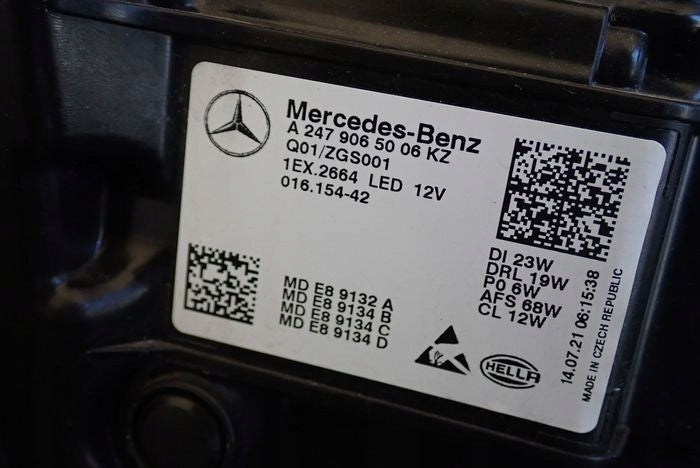 Mercedes-Benz
A 247 906 50 06 KZ
Q01/ZGS001
1EX.2664 LED 12V
016.154-42
DI 23W
DRL 19W
P0 6W
AFS 68W
CL 12W
MD E8 9132 A
MD E8 9134 B
MD E8 9134 C
MD E8 9134 D
HELLA
14.07.21 06:15:38
MADE IN CZECH REPUBLIC